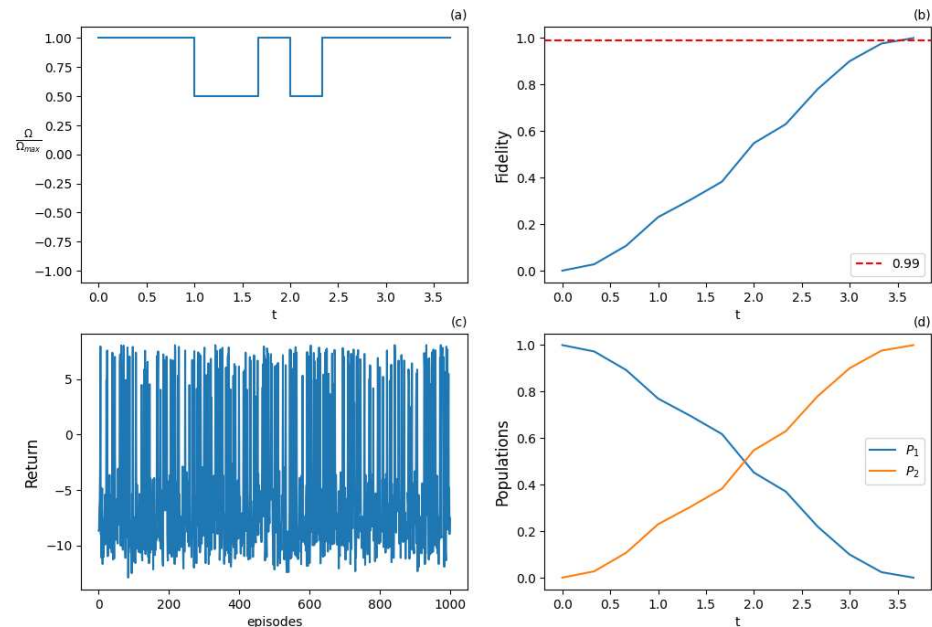 (a)
1.00
0.75
0.50
0.25
0.00
−0.25
−0.50
−0.75
−1.00
Ω
Ωmax
0.0 0.5 1.0 1.5 2.0 2.5 3.0 3.5
t
(b)
1.0
0.8
0.6
0.4
0.2
0.0
Fidelity
0.99
0.0 0.5 1.0 1.5 2.0 2.5 3.0 3.5
t
(c)
5
0
−5
−10
Return
0 200 400 600 800 1000
episodes
(d)
1.0
0.8
0.6
0.4
0.2
0.0
Populations
P1
P2
0.0 0.5 1.0 1.5 2.0 2.5 3.0 3.5
t